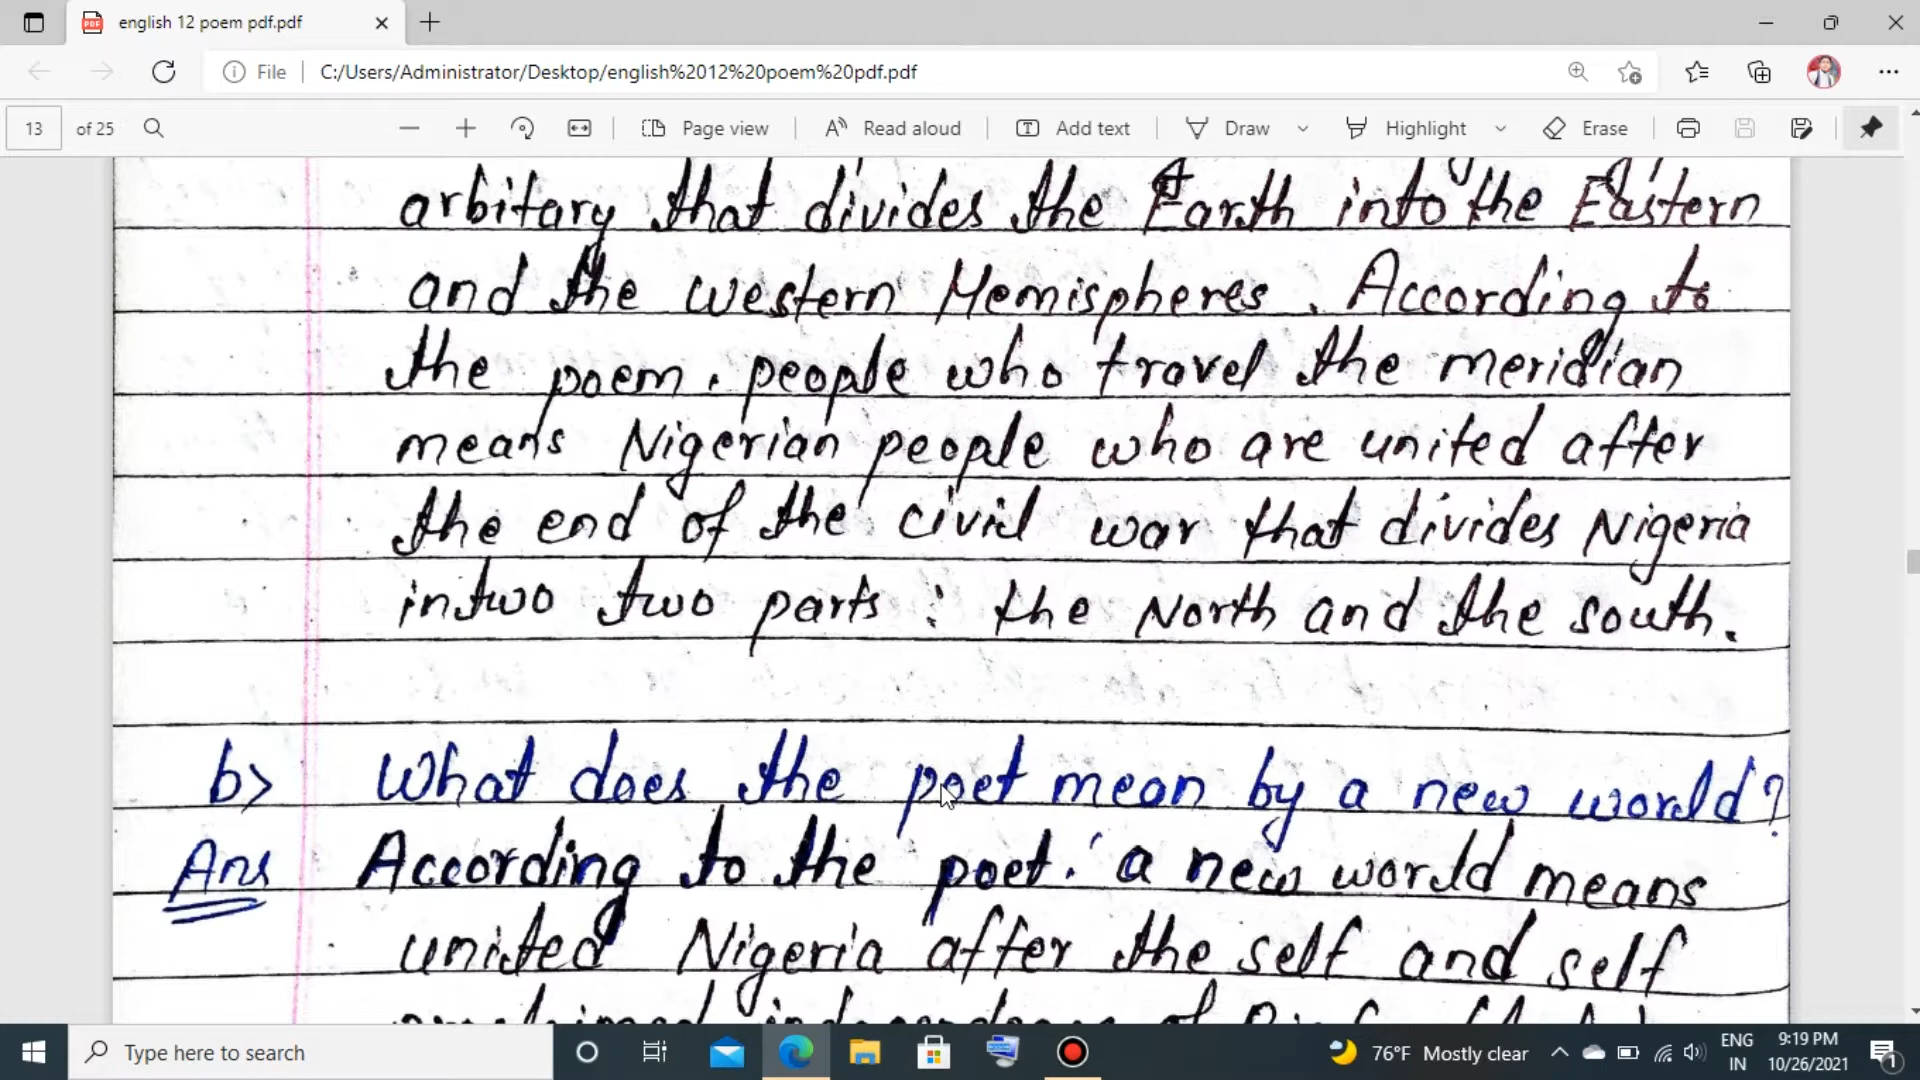 english 12 poem pdf.pdf
File
C:/Users/Administrator/Desktop/english%2012%20poem%20pdf.pdf
13 of 25
Page view
Read aloud
Add text
Draw
Highlight
Erase
arbitary that divides the Earth into the Eastern
and the western Hemispheres. According to
the poem, people who travel the meridian
means Nigerian people who are united after
the end of the civil war that divides Nigeria
intwo two parts : the North and the south.
b> What does the poet mean by a new world?
Ans According to the poet, a new world means
united Nigeria after the self and self
independence of
Type here to search
76°F Mostly clear
ENG
IN
9:19 PM
10/26/2021
1